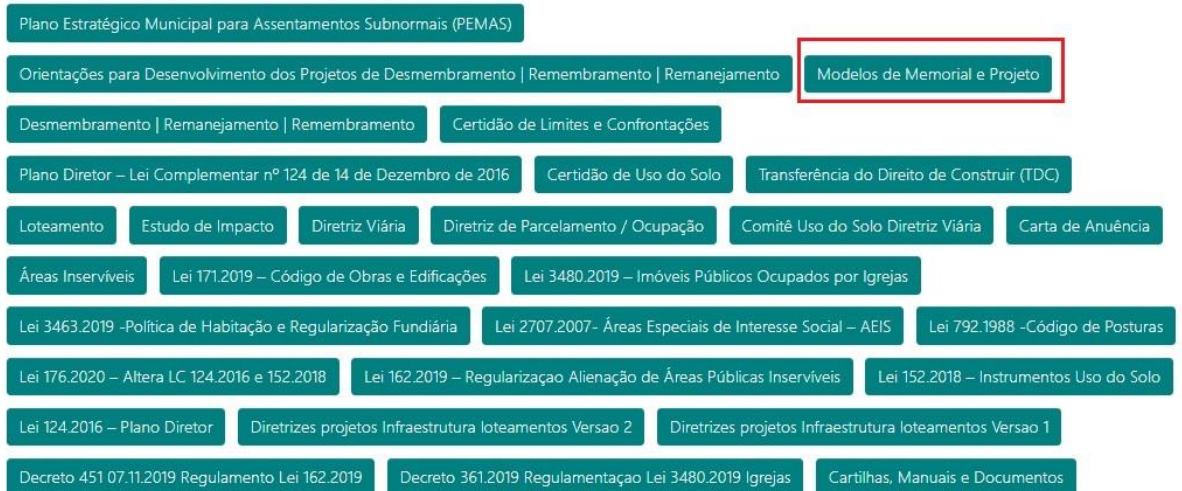 Plano Estratégico Municipal para Assentamentos Subnormais (PEMAS)
Orientações para Desenvolvimento dos Projetos de Desmembramento | Remembramento | Remanejamento Modelos de Memorial e Projeto
Desmembramento | Remanejamento | Remembramento Certidão de Limites e Confrontações
Plano Diretor – Lei Complementar nº 124 de 14 de Dezembro de 2016 Certidão de Uso do Solo Transferência do Direito de Construir (TDC)
Loteamento Estudo de Impacto Diretriz Viária Diretriz de Parcelamento / Ocupação Comitê Uso do Solo Diretriz Viária Carta de Anuência
Áreas Inservíveis Lei 171.2019 – Código de Obras e Edificações Lei 3480.2019 – Imóveis Públicos Ocupados por Igrejas
Lei 3463.2019 -Política de Habitação e Regularização Fundiária Lei 2707.2007- Áreas Especiais de Interesse Social – AEIS Lei 792.1988 -Código de Posturas
Lei 176.2020 – Altera LC 124.2016 e 152.2018 Lei 162.2019 – Regularizaçao Alienação de Áreas Públicas Inservíveis Lei 152.2018 – Instrumentos Uso do Solo
Lei 124.2016 – Plano Diretor Diretrizes projetos Infraestrutura loteamentos Versao 2 Diretrizes projetos Infraestrutura loteamentos Versao 1
Decreto 451 07.11.2019 Regulamento Lei 162.2019 Decreto 361.2019 Regulamentaçao Lei 3480.2019 Igrejas Cartilhas, Manuais e Documentos